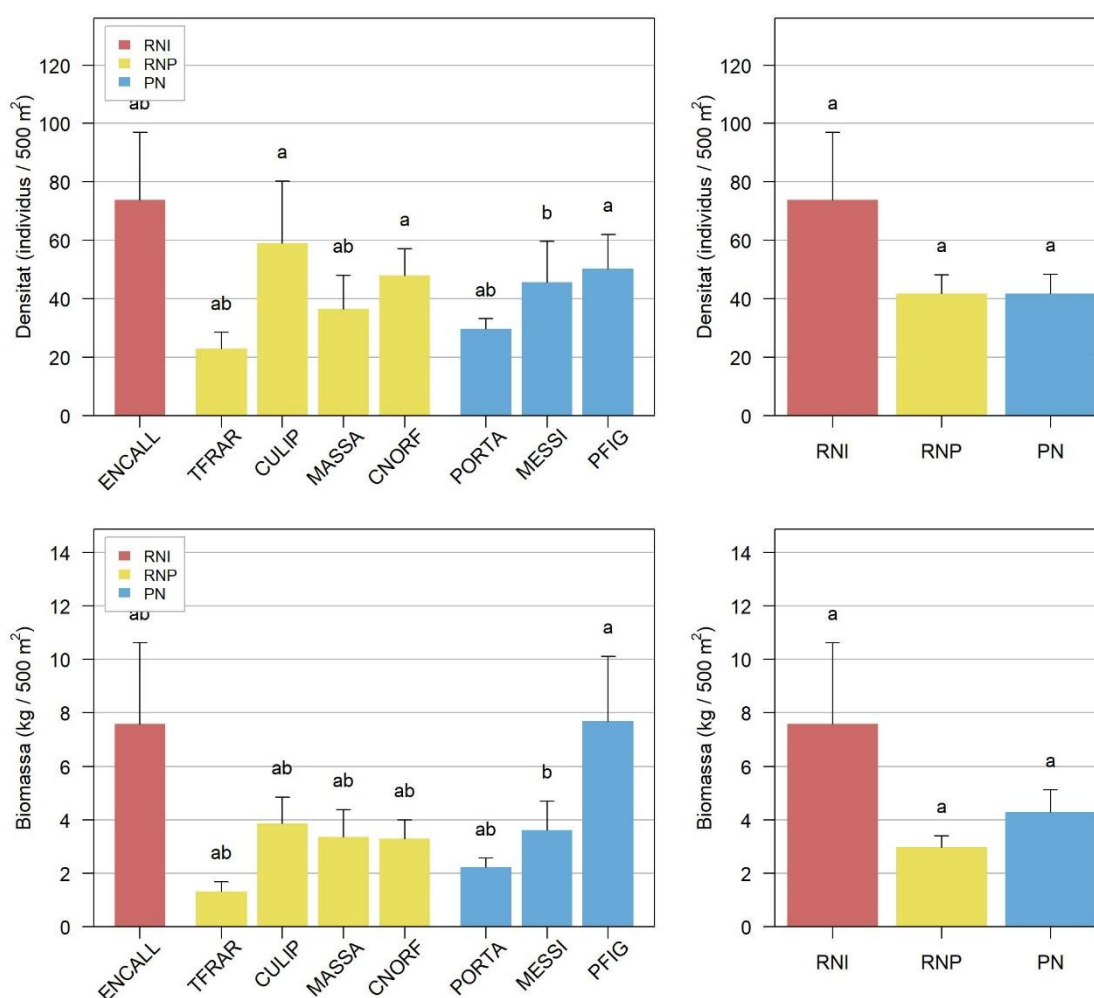 Densitat (individus / 500 m²)
120
100
80
60
40
20
0
RNI
RNP
PN
ab
ab
a
ab
a
ab
b
a
ENCALL
TFRAR
CULIP
MASSA
CNORF
PORTA
MESSI
PFIG
Densitat (individus / 500 m²)
120
100
80
60
40
20
0
a
a
a
RNI
RNP
PN
Biomassa (kg / 500 m²)
14
12
10
8
6
4
2
0
RNI
RNP
PN
ab
ab
ab
ab
ab
ab
b
a
ENCALL
TFRAR
CULIP
MASSA
CNORF
PORTA
MESSI
PFIG
Biomassa (kg / 500 m²)
14
12
10
8
6
4
2
0
a
a
a
RNI
RNP
PN